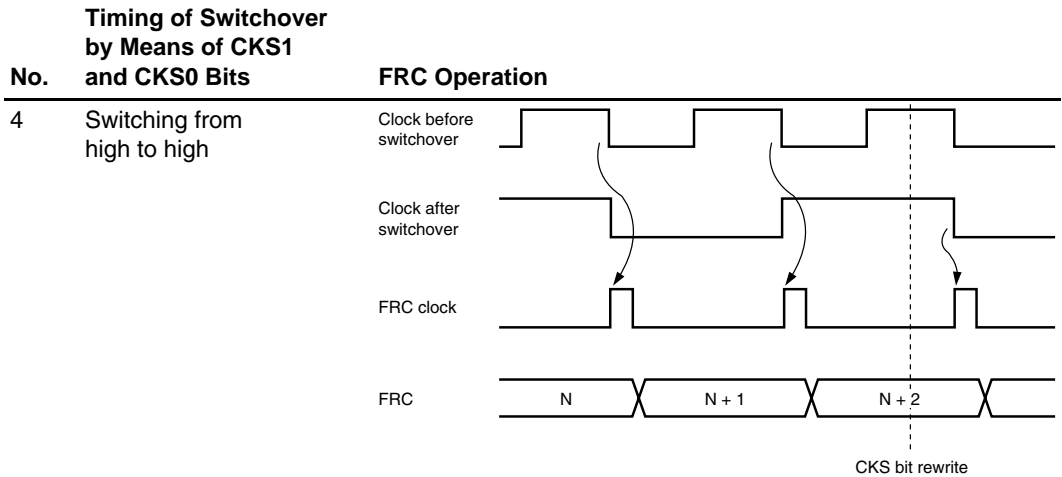 No.
Timing of Switchover
by Means of CKS1
and CKS0 Bits
FRC Operation
4
Switching from
high to high
Clock before
switchover
Clock after
switchover
FRC clock
FRC
N
N + 1
N + 2
CKS bit rewrite